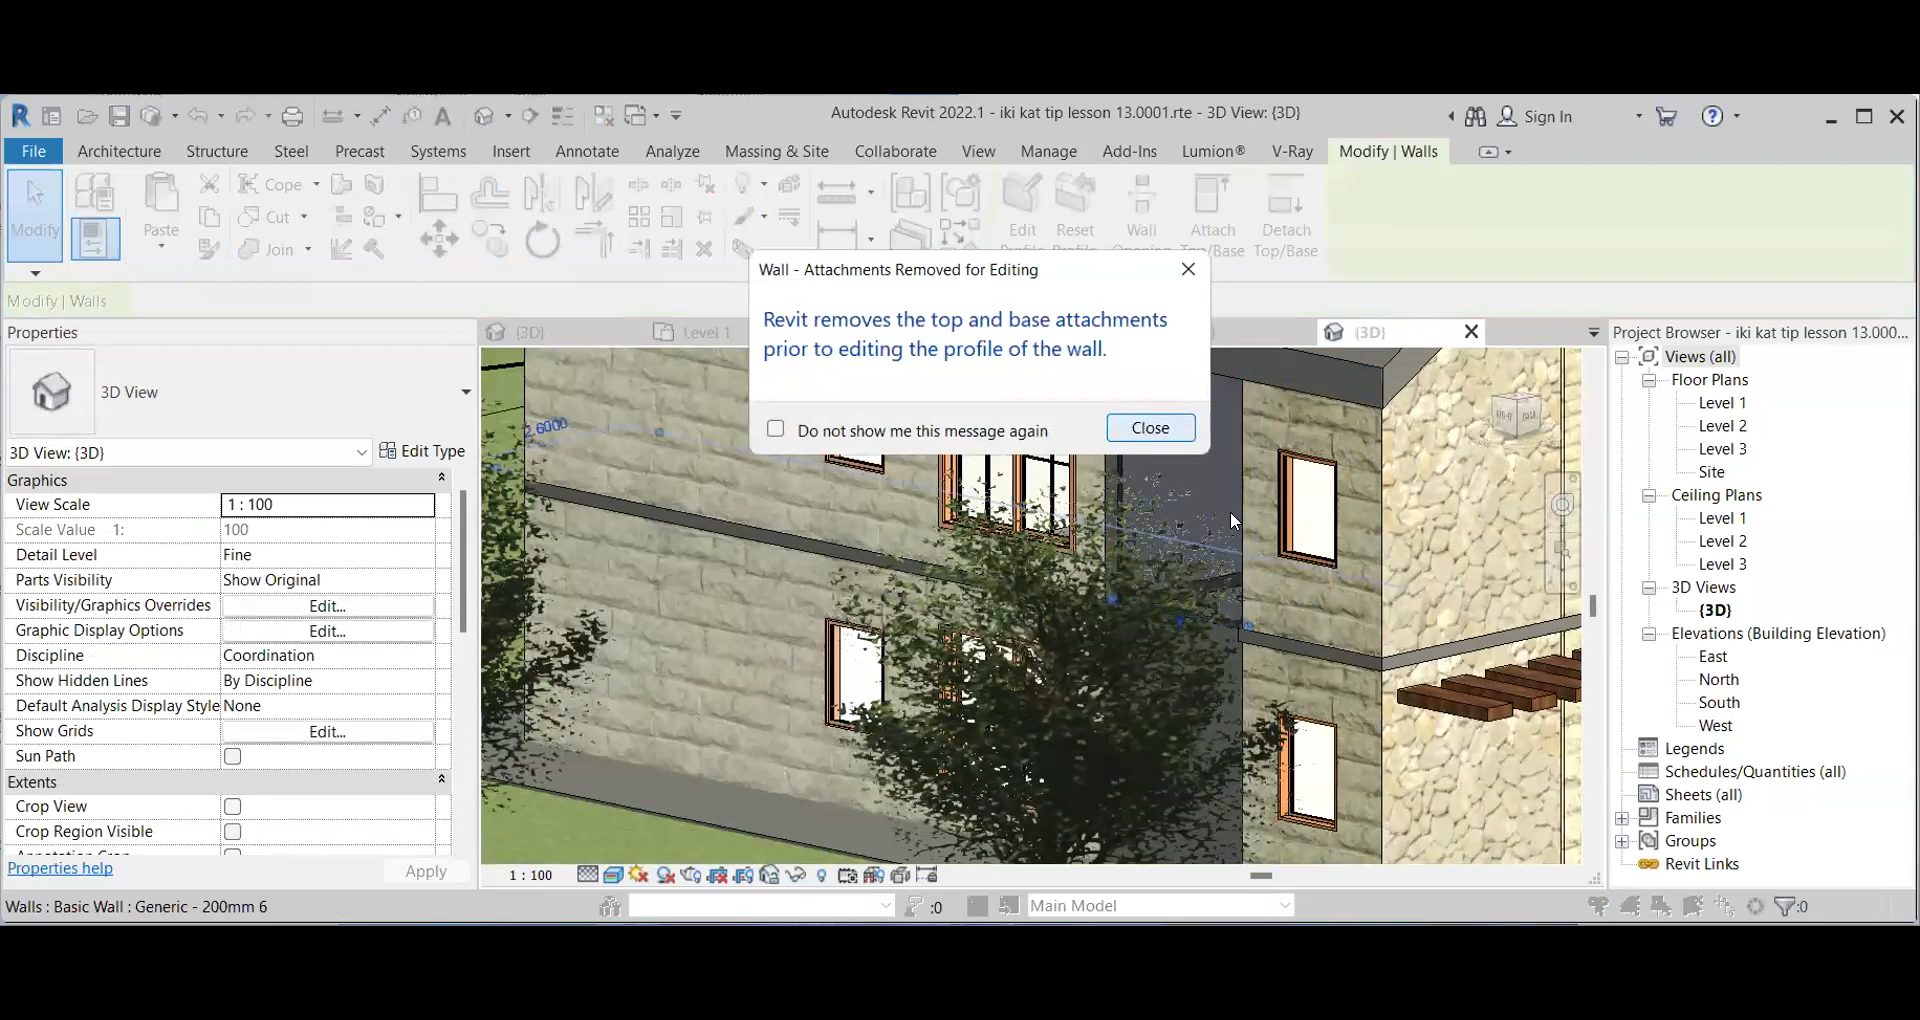 Autodesk Revit 2022.1 - iki kat tip lesson 13.0001.rte - 3D View: {3D}
Sign In
File Architecture Structure Steel Precast Systems Insert Annotate Analyze Massing & Site Collaborate View Manage Add-Ins Lumion® V-Ray Modify | Walls
Modify
Paste
Cope
Cut
Join
Edit
Reset
Wall
Attach Top/Base
Detach Top/Base
Modify | Walls
Wall - Attachments Removed for Editing
Revit removes the top and base attachments
prior to editing the profile of the wall.
Do not show me this message again
Close
Properties
3D View
3D View: {3D}
Edit Type
Graphics
View Scale 1 : 100
Scale Value 1: 100
Detail Level Fine
Parts Visibility Show Original
Visibility/Graphics Overrides Edit...
Graphic Display Options Edit...
Discipline Coordination
Show Hidden Lines By Discipline
Default Analysis Display Style None
Show Grids Edit...
Sun Path
Extents
Crop View
Crop Region Visible
Properties help
Apply
{3D}
Level 1
{3D}
2.6000
1 : 100
Project Browser - iki kat tip lesson 13.000...
Views (all)
Floor Plans
Level 1
Level 2
Level 3
Site
Ceiling Plans
Level 1
Level 2
Level 3
3D Views
{3D}
Elevations (Building Elevation)
East
North
South
West
Legends
Schedules/Quantities (all)
Sheets (all)
Families
Groups
Revit Links
Walls : Basic Wall : Generic - 200mm 6
:0
Main Model
:0